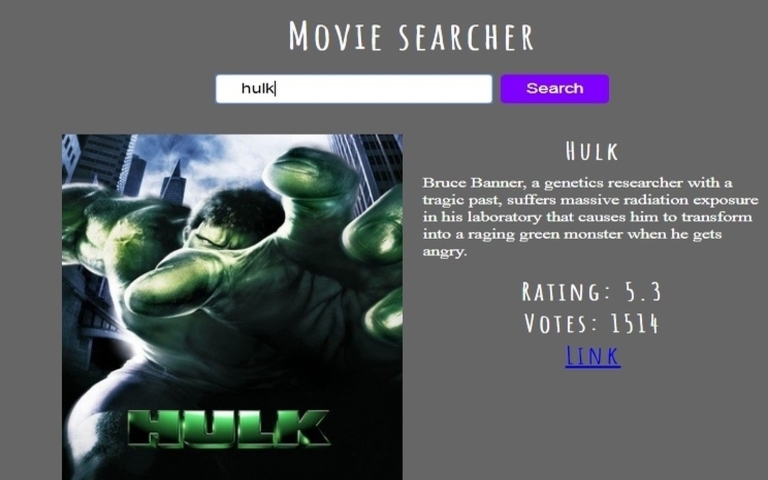 Movie searcher
hulk
Search
Hulk
Bruce Banner, a genetics researcher with a
tragic past, suffers massive radiation exposure
in his laboratory that causes him to transform
into a raging green monster when he gets
angry.
Rating: 5.3
Votes: 1514
Link
HULK